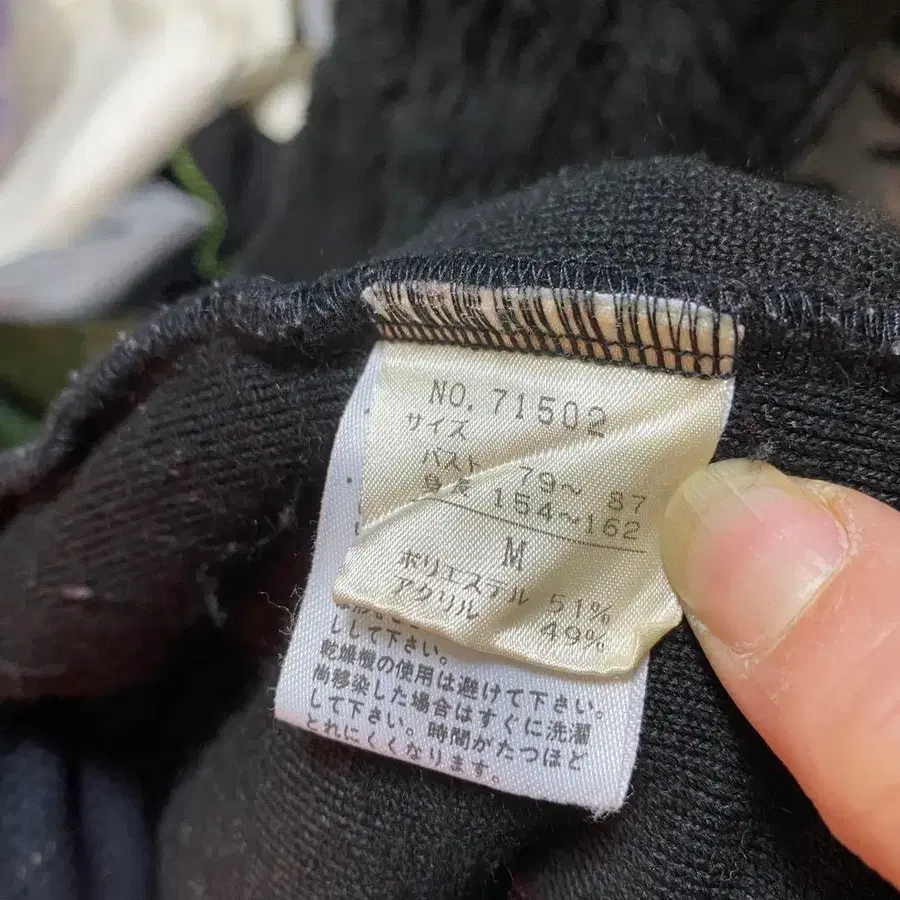 NO. 71502
サイズ
バスト 79～ 87
身長 154～162
M
ポリエステル 51%
アクリル 49%
しして下さい。
乾燥機の使用は避けて下さい。
尚移染した場合はすぐに洗濯
して下さい。時間がたつほど
とれにくくなります。